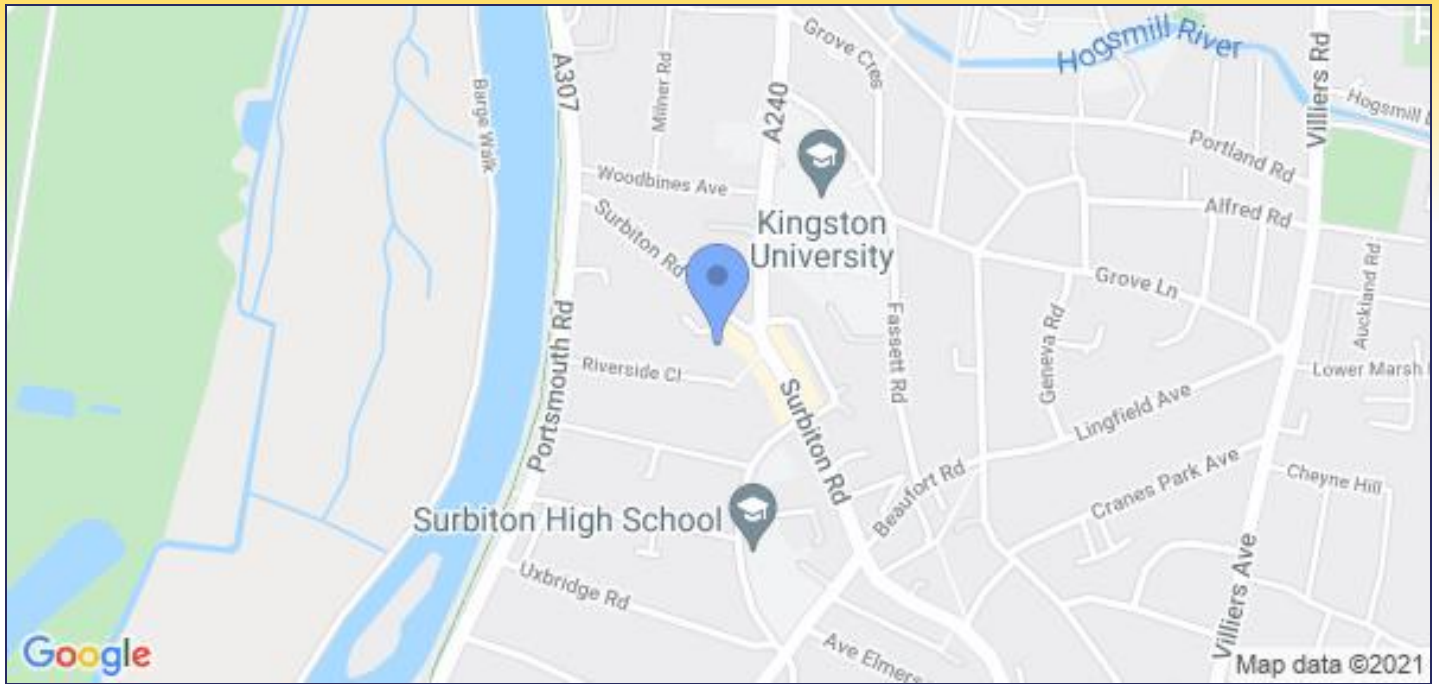 Hogsmill River
Villiers Rd
Hogsmill
Grove Cres
A307
Milner Rd
A240
Barge Walk
Portland Rd
Woodbines Ave
Alfred Rd
Surbiton Rd
Kingston
University
Grove Ln
Auckland Rd
Fassett Rd
Geneva Rd
Portsmouth Rd
Riverside Cl
Lower Marsh
Surbiton Rd
Lingfield Ave
Beaufort Rd
Cranes Park Ave
Cheyne Hill
Surbiton High School
Uxbridge Rd
Villiers Ave
Ave Elmers
Google
Map data ©2021